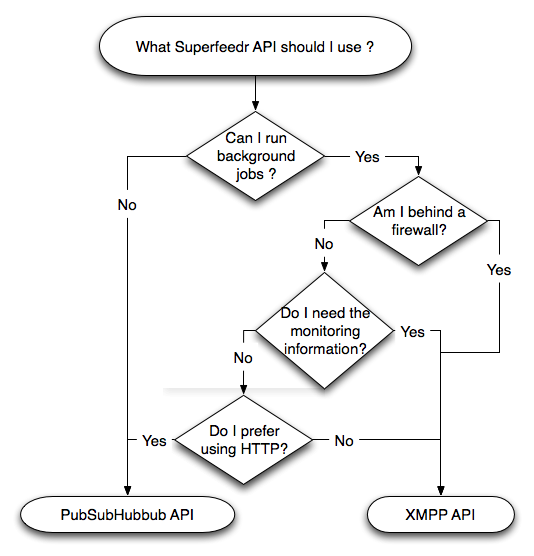 What Superfeedr API should I use ?
Can I run
background
jobs ?
Yes
No
Am I behind a
firewall?
No
Yes
Do I need the
monitoring
information?
Yes
No
Do I prefer
using HTTP?
Yes
No
PubSubHubbub API
XMPP API